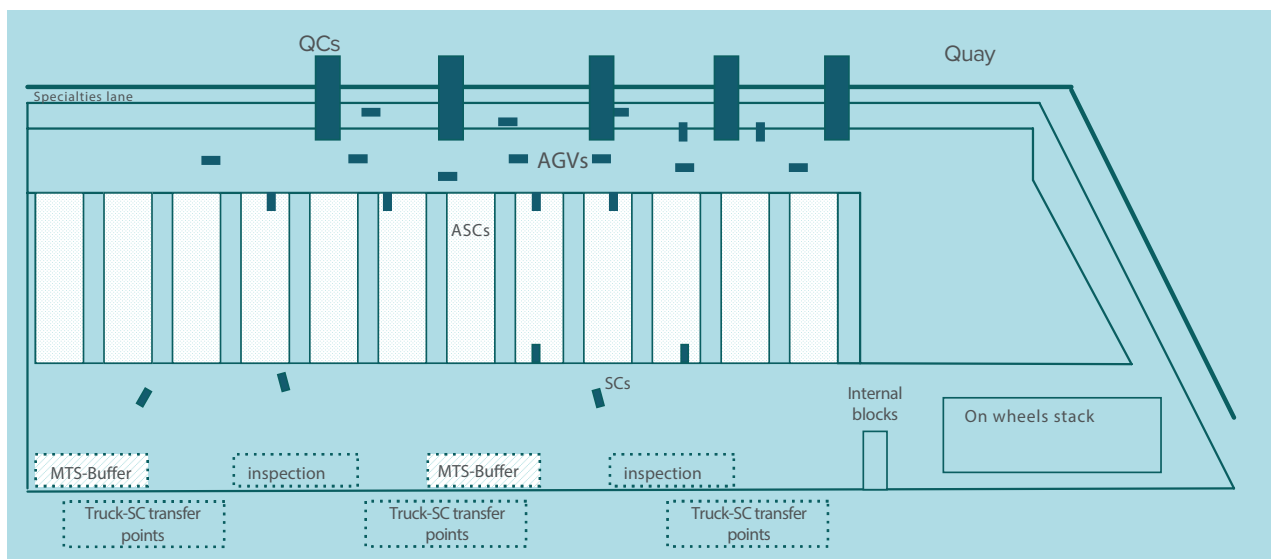 QCs
Quay
Specialties lane
AGVs
ASCs
SCs
Internal
blocks
On wheels stack
MTS-Buffer
inspection
MTS-Buffer
inspection
Truck-SC transfer
points
Truck-SC transfer
points
Truck-SC transfer
points